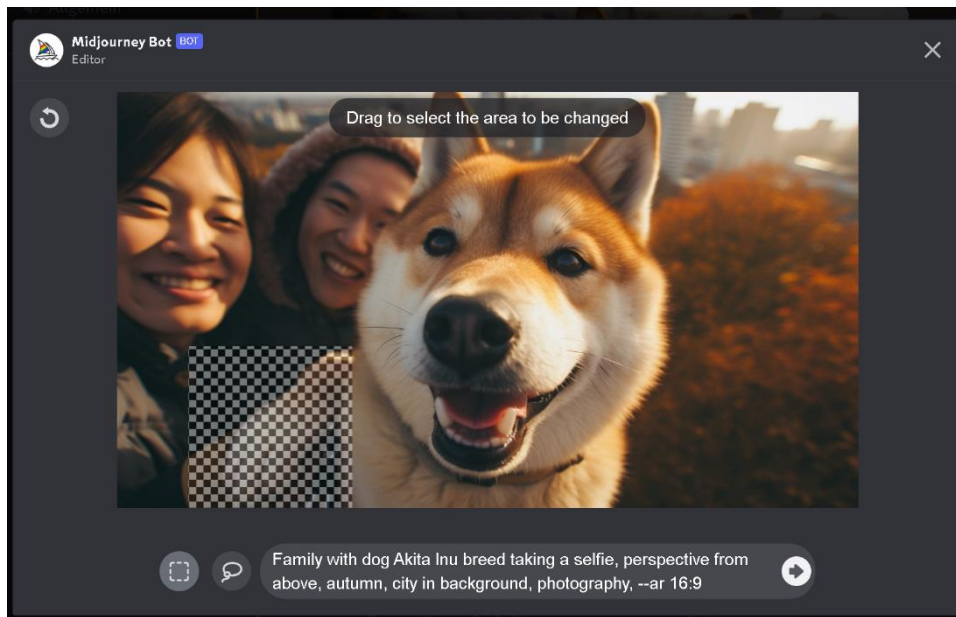 Midjourney Bot BOT
Editor
Drag to select the area to be changed
Family with dog Akita Inu breed taking a selfie, perspective from
above, autumn, city in background, photography, --ar 16:9